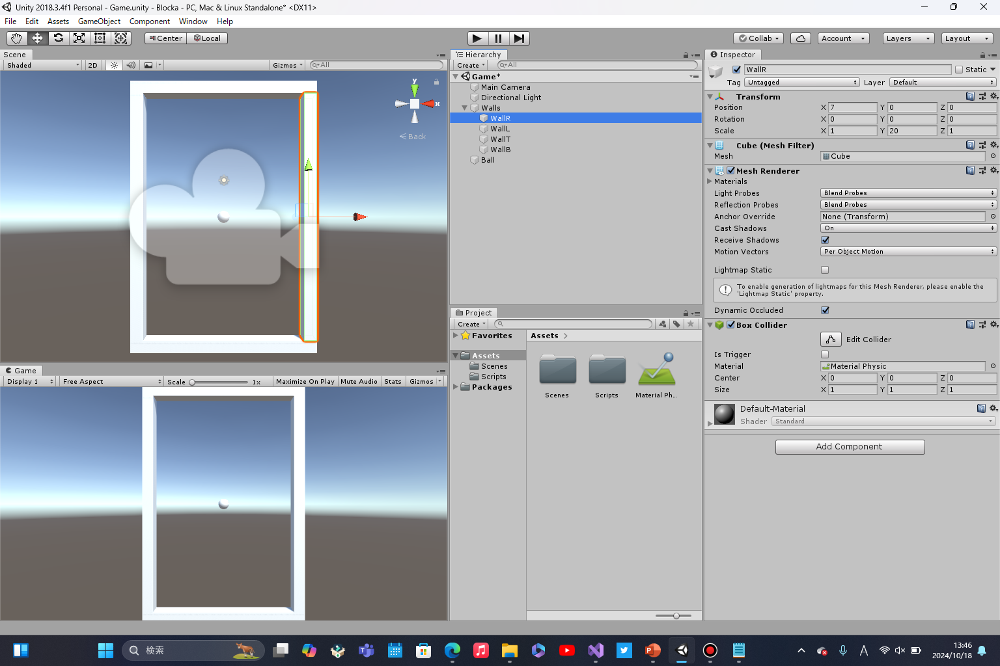 Unity 2018.3.4f1 Personal - Game.unity - Blocka - PC, Mac & Linux Standalone* <DX11>
File Edit Assets GameObject Component Window Help
Center Local
Collab Account Layers Layout
Scene
Shaded 2D Gizmos All
y
x
Back
Hierarchy
Create All
Game*
Main Camera
Directional Light
Walls
WallR
WallL
WallT
WallB
Ball
Inspector
WallR Static
Tag Untagged Layer Default
Transform
Position X 7 Y 0 Z 0
Rotation X 0 Y 0 Z 0
Scale X 1 Y 20 Z 1
Cube (Mesh Filter)
Mesh Cube
Mesh Renderer
Materials
Light Probes Blend Probes
Reflection Probes Blend Probes
Anchor Override None (Transform)
Cast Shadows On
Receive Shadows
Motion Vectors Per Object Motion
Lightmap Static
To enable generation of lightmaps for this Mesh Renderer, please enable the
'Lightmap Static' property.
Dynamic Occluded
Box Collider
Edit Collider
Is Trigger
Material Material Physic
Center X 0 Y 0 Z 0
Size X 1 Y 1 Z 1
Default-Material
Shader Standard
Add Component
Project
Create
Favorites
Assets
Scenes
Scripts
Packages
Assets
Scenes Scripts Material Ph...
Game
Display 1 Free Aspect Scale 1x Maximize On Play Mute Audio Stats Gizmos
検索
A
13:46
2024/10/18